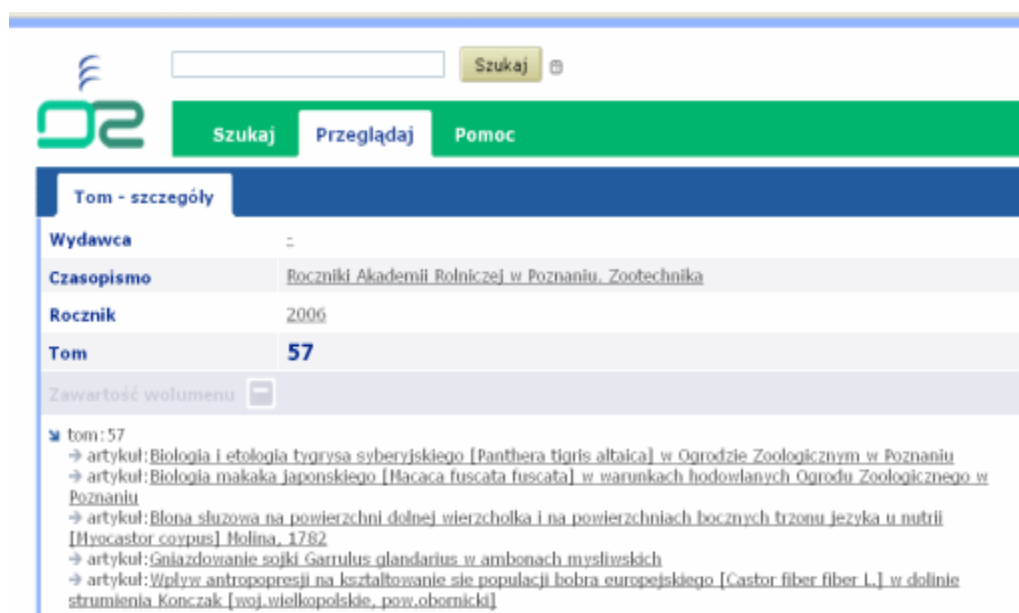 Szukaj
Szukaj Przeglądaj Pomoc
Tom - szczegóły
Wydawca -
Czasopismo Roczniki Akademii Rolniczej w Poznaniu. Zootechnika
Rocznik 2006
Tom 57
Zawartość wolumenu
tom:57
artykuł:Biologia i etologia tygrysa syberyjskiego [Panthera tigris altaica] w Ogrodzie Zoologicznym w Poznaniu
artykuł:Biologia makaka japonskiego [Macaca fuscata fuscata] w warunkach hodowlanych Ogrodu Zoologicznego w
Poznaniu
artykuł:Blona sluzowa na powierzchni dolnej wierzcholka i na powierzchniach bocznych trzonu jezyka u nutrii
[Myocastor coypus] Molina, 1782
artykuł:Gniazdowanie sojki Garrulus glandarius w ambonach mysliwskich
artykuł:Wplyw antropopresji na ksztaltowanie sie populacji bobra europejskiego [Castor fiber fiber L.] w dolinie
strumienia Konczak [woj.wielkopolskie, pow.obornicki]